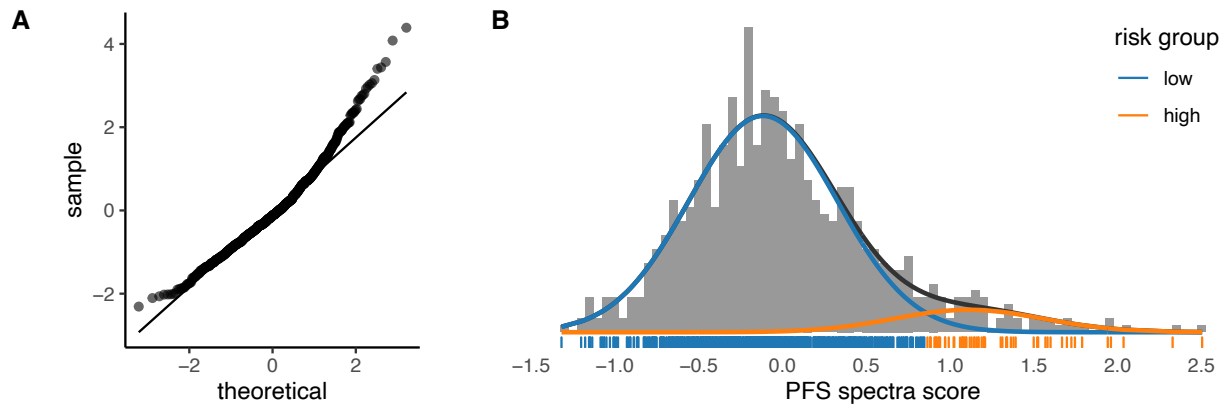 A
sample
4
2
0
−2
−2
0
2
theoretical
B
risk group
low
high
−1.5
−1.0
−0.5
0.0
0.5
1.0
1.5
2.0
2.5
PFS spectra score